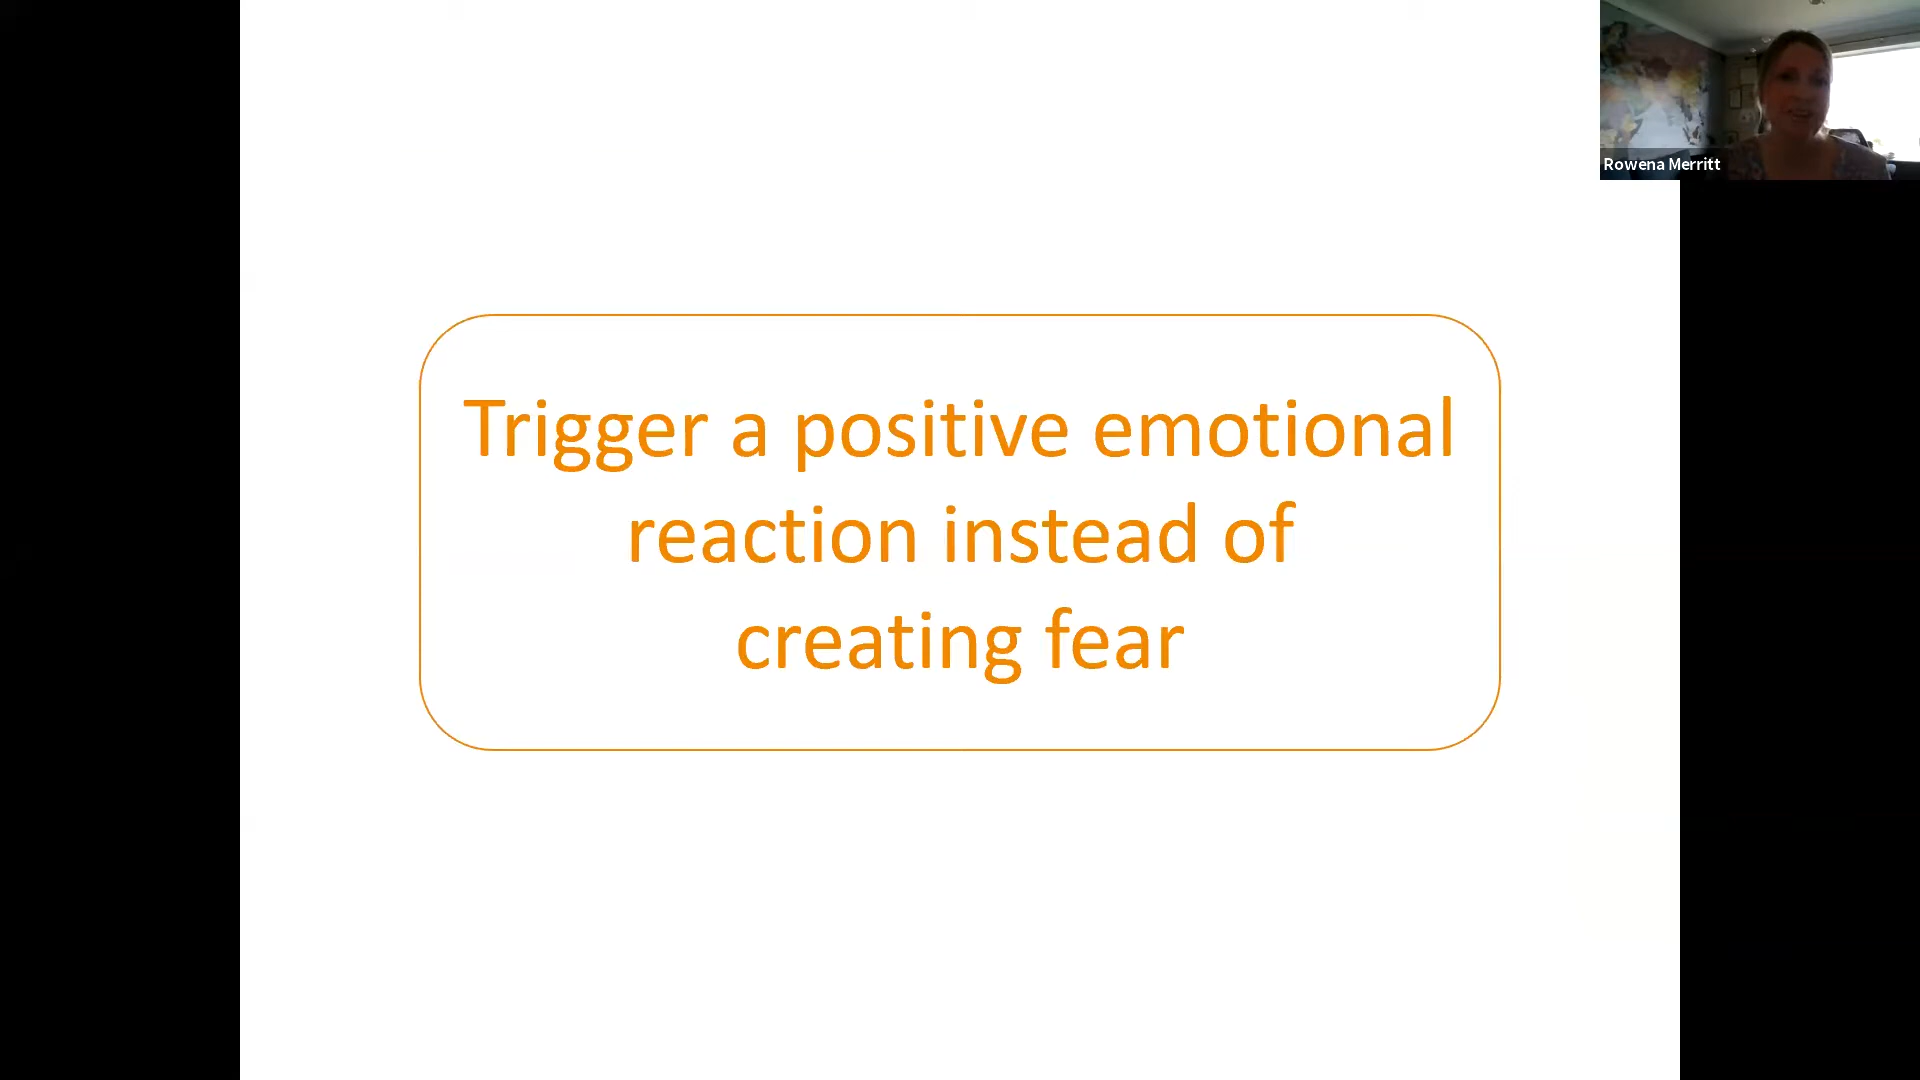 Rowena Merritt
Trigger a positive emotional
reaction instead of
creating fear